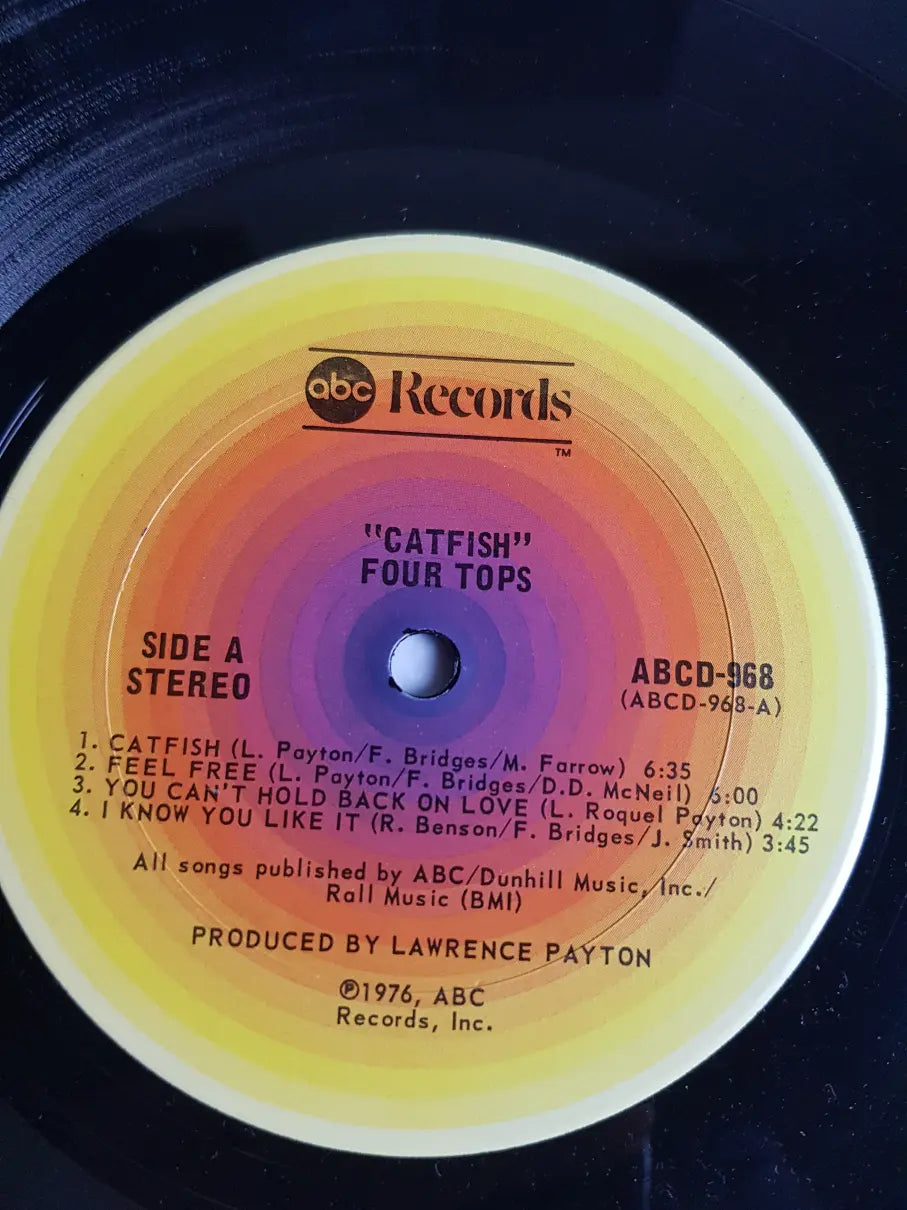 abc Records
TM
"CATFISH"
FOUR TOPS
SIDE A
STEREO
ABCD-968
(ABCD-968-A)
1. CATFISH (L. Payton/F. Bridges/M. Farrow) 6:35
2. FEEL FREE (L. Payton/F. Bridges/D.D. McNeil) 6:00
3. YOU CAN'T HOLD BACK ON LOVE (L. Roquel Payton) 4:22
4. I KNOW YOU LIKE IT (R. Benson/F. Bridges/J. Smith) 3:45
All songs published by ABC/Dunhill Music, Inc./
Rall Music (BMI)
PRODUCED BY LAWRENCE PAYTON
℗1976, ABC
Records, Inc.